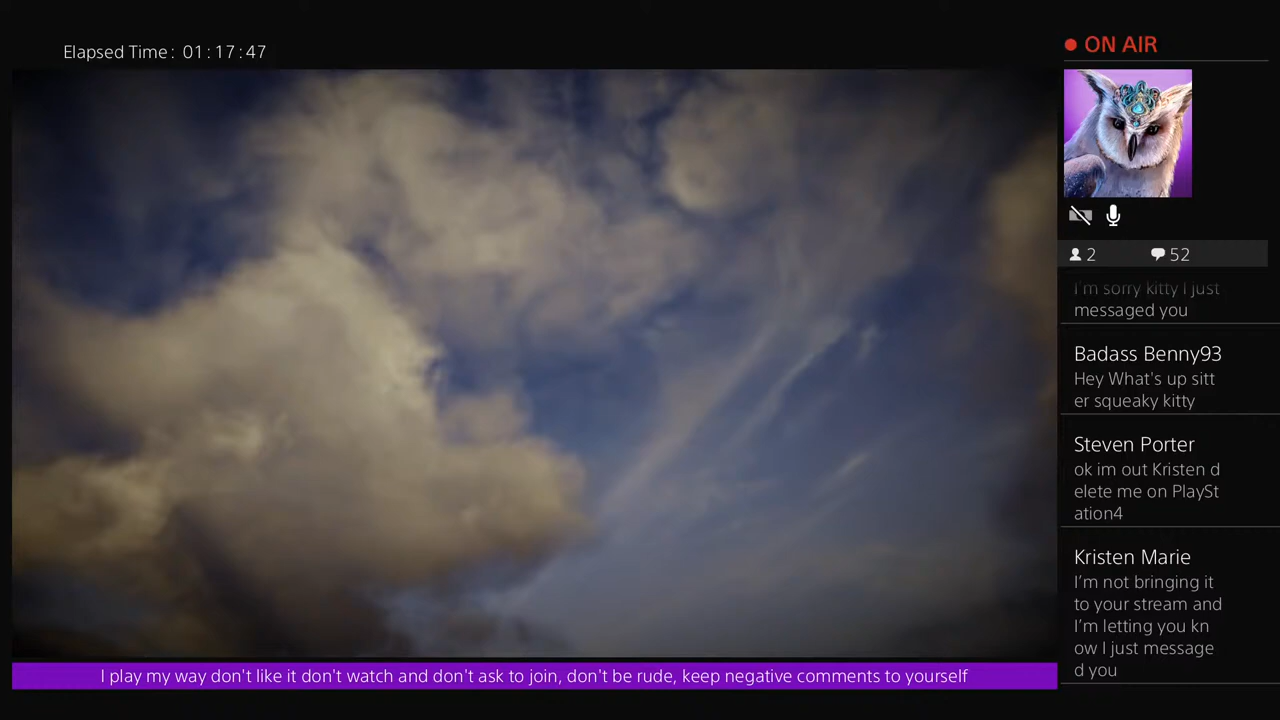 Elapsed Time: 01:17:47
ON AIR
2
52
I'm sorry kitty I just
messaged you
Badass Benny93
Hey What's up sitt
er squeaky kitty
Steven Porter
ok im out Kristen d
elete me on PlaySt
ation4
Kristen Marie
I'm not bringing it
to your stream and
I'm letting you kn
ow I just message
d you
I play my way don't like it don't watch and don't ask to join, don't be rude, keep negative comments to yourself